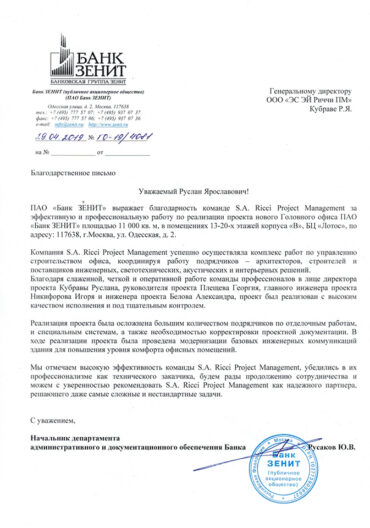 БАНК
ЗЕНИТ
БАНКОВСКАЯ ГРУППА ЗЕНИТ
Банк ЗЕНИТ (публичное акционерное общество)
(ПАО Банк ЗЕНИТ)
Одесская улица, д. 2, Москва, 117638
тел.: +7 (495) 777 57 07; +7 (495) 937 07 37
факс: +7 (495) 777 57 06; +7 (495) 937 07 36
e-mail: info@zenit.ru http://www.zenit.ru
29.04.2019 №
на № от
Генеральному директору
ООО «ЭС ЭЙ Риччи ПМ»
Кубраве Р.Я.
Благодарственное письмо
Уважаемый Руслан Ярославович!
ПАО «Банк ЗЕНИТ» выражает благодарность команде S.A. Ricci Project Management за
эффективную и профессиональную работу по реализации проекта нового Головного офиса ПАО
«Банк ЗЕНИТ» площадью 11 000 кв. м, в помещениях 13-20-х этажей корпуса «В», БЦ «Лотос», по
адресу: 117638, г.Москва, ул. Одесская, д. 2.
Компания S.A. Ricci Project Management успешно осуществляла комплекс работ по управлению
строительством офиса, координируя работу подрядчиков – архитекторов, строителей и
поставщиков инженерных, светотехнических, акустических и интерьерных решений.
Благодаря слаженной, четкой и оперативной работе команды профессионалов в лице директора
проекта Кубравы Руслана, руководителя проекта Плещева Георгия, главного инженера проекта
Никифорова Игоря и инженера проекта Белова Александра, проект был реализован с высоким
качеством исполнения и под тщательным контролем.
Реализация проекта была осложнена большим количеством подрядчиков по отделочным работам,
и специальным системам, а также необходимостью корректировки проектной документации. В
ходе реализации проекта была проведена модернизации базовых инженерных коммуникаций
здания для повышения уровня комфорта офисных помещений.
Мы отмечаем высокую эффективность команды S.A. Ricci Project Management, убедились в их
профессионализме как технического заказчика, будем рады продолжению сотрудничества и
можем с уверенностью рекомендовать S.A. Ricci Project Management как надежного партнера,
решающего даже самые сложные и нестандартные задачи.
С уважением,
Начальник департамента
административного и документационного обеспечения Банка Русаков Ю.В.
Банк
ЗЕНИТ
(публичное
акционерное
общество)